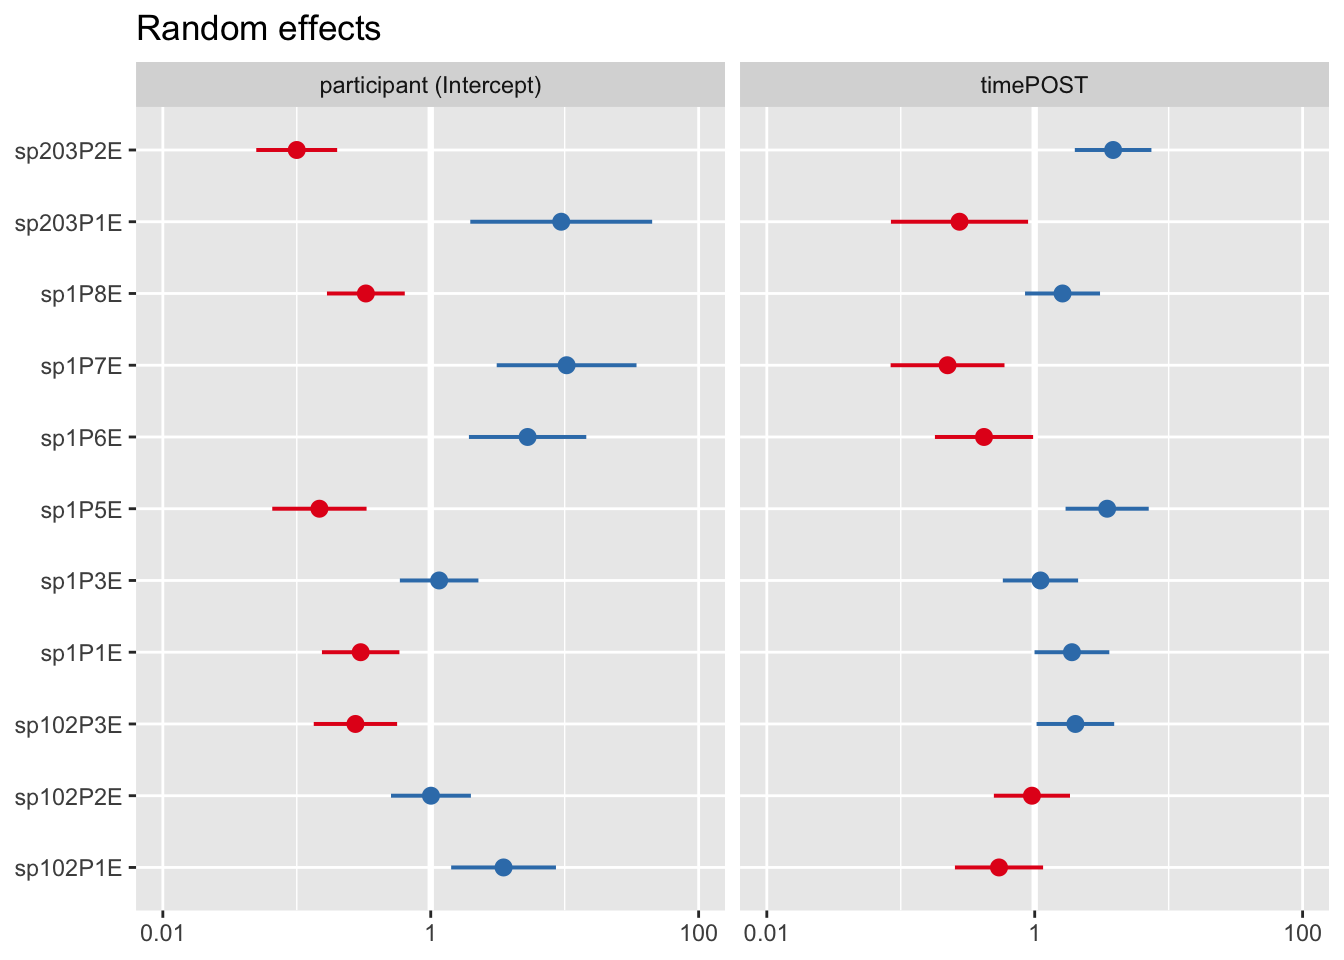 Random effects
participant (Intercept)
timePOST
sp203P2E
sp203P1E
sp1P8E
sp1P7E
sp1P6E
sp1P5E
sp1P3E
sp1P1E
sp102P3E
sp102P2E
sp102P1E
0.01 1 100
0.01 1 100